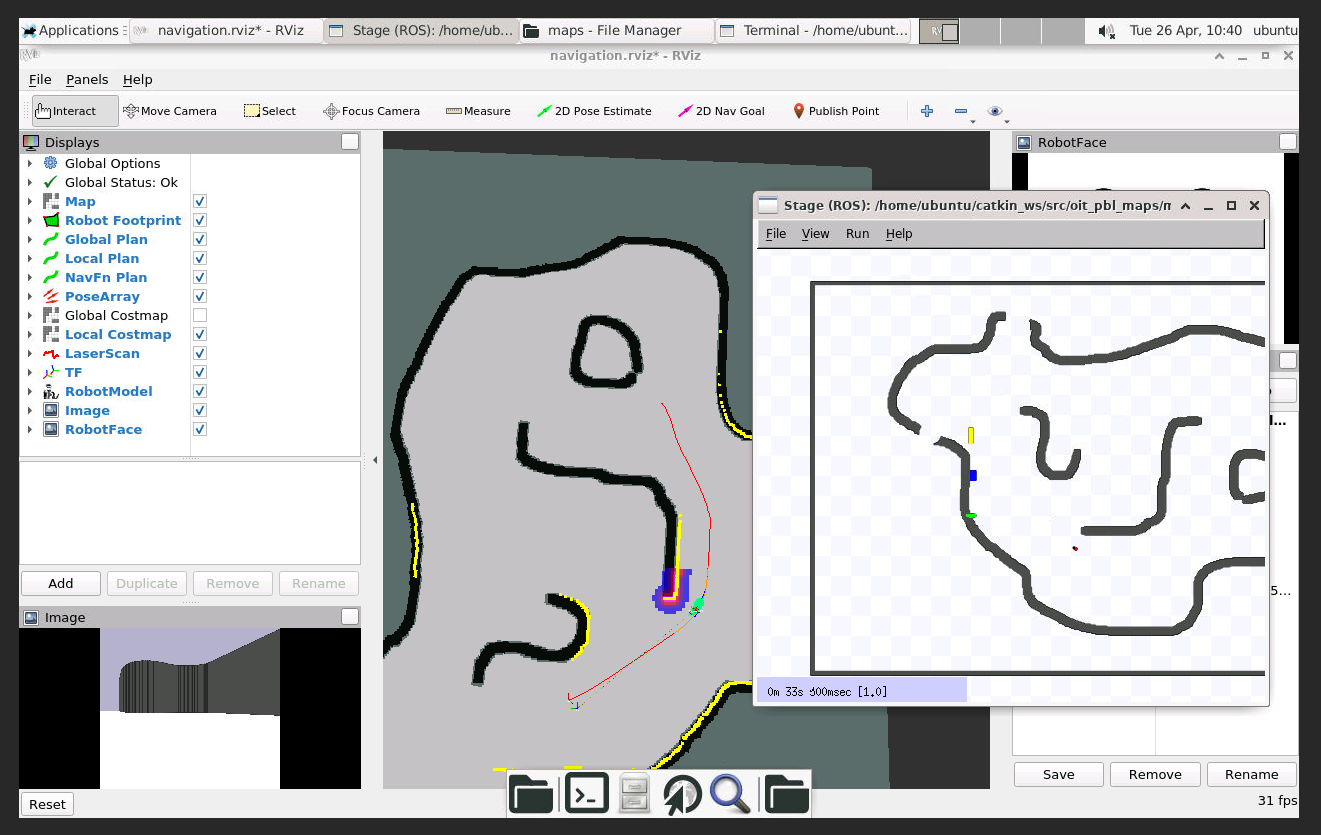 Applications
navigation.rviz* - RViz
Stage (ROS): /home/ub...
maps - File Manager
Terminal - /home/ubunt...
Tue 26 Apr, 10:40
ubuntu
navigation.rviz* - RViz
File Panels Help
Interact
Move Camera
Select
Focus Camera
Measure
2D Pose Estimate
2D Nav Goal
Publish Point
Displays
Global Options
Global Status: Ok
Map
Robot Footprint
Global Plan
Local Plan
NavFn Plan
PoseArray
Global Costmap
Local Costmap
LaserScan
TF
RobotModel
Image
RobotFace
Add
Duplicate
Remove
Rename
Image
Reset
RobotFace
Stage (ROS): /home/ubuntu/catkin_ws/src/oit_pbl_maps/m
File View Run Help
0m 33s 600msec [1.0]
5...
Save
Remove
Rename
31 fps